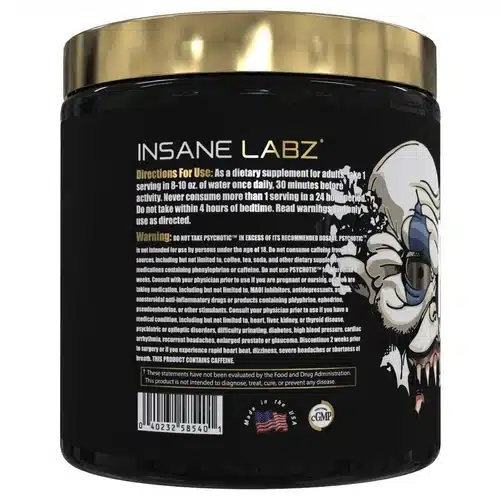 INSANE LABZ®
Directions For Use: As a dietary supplement for adults, take 1
serving in 8-10 oz. of water once daily, 30 minutes before
activity. Never consume more than 1 serving in a 24 hour period.
Do not take within 4 hours of bedtime. Read warnings, only
use as directed.
Warning: DO NOT TAKE PSYCHOTIC™ IN EXCESS OF ITS RECOMMENDED DOSAGE. PSYCHOTIC™
is not intended for use by persons under the age of 18. Do not consume caffeine from
sources, including but not limited to, coffee, tea, soda, and other dietary
medications containing phenylephrine or caffeine. Do not use PSYCHOTIC™
weeks. Consult with your physician prior to use if you are pregnant or nursing,
taking medication, including but not limited to, MAOI inhibitors, antidepressants,
nonsteroidal anti-inflammatory drugs or products containing phlyphrine, ephedrine,
pseudoephedrine, or other stimulants. Consult your physician prior to use if you have a
medical condition, including but not limited to, heart, liver, kidney, or thyroid disease,
psychiatric or epileptic disorders, difficulty urinating, diabetes, high blood pressure, cardiac
arrhythmia, recurrent headaches, enlarged prostate or glaucoma. Discontinue 2 weeks prior
to surgery or if you experience rapid heart beat, dizziness, severe headaches or shortness of
breath. THIS PRODUCT CONTAINS CAFFEINE.
† These statements have not been evaluated by the Food and Drug Administration.
This product is not intended to diagnose, treat, cure, or prevent any disease.
0 40232 58540 1
Made in the USA
cGMP